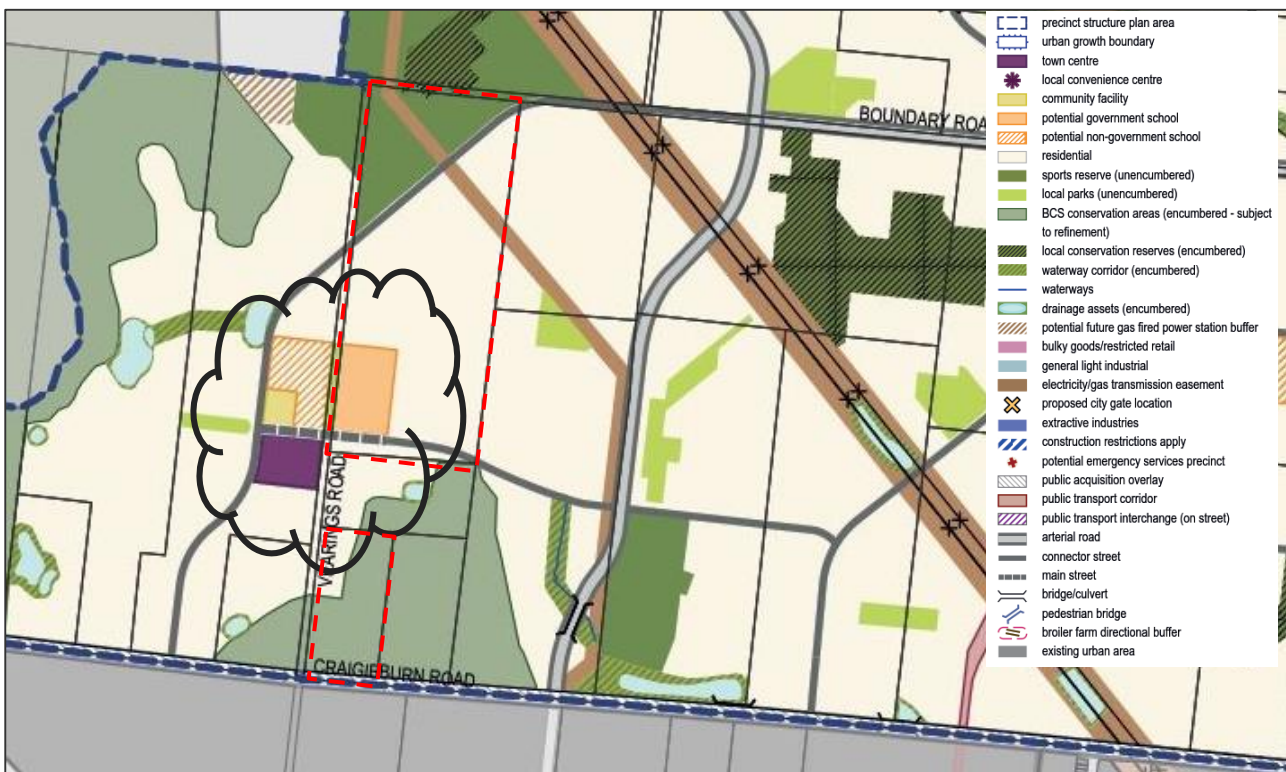 precinct structure plan area
urban growth boundary
town centre
local convenience centre
community facility
potential government school
potential non-government school
residential
sports reserve (unencumbered)
local parks (unencumbered)
BCS conservation areas (encumbered - subject
to refinement)
local conservation reserves (encumbered)
waterway corridor (encumbered)
waterways
drainage assets (encumbered)
potential future gas fired power station buffer
bulky goods/restricted retail
general light industrial
electricity/gas transmission easement
proposed city gate location
extractive industries
construction restrictions apply
potential emergency services precinct
public acquisition overlay
public transport corridor
public transport interchange (on street)
arterial road
connector street
main street
bridge/culvert
pedestrian bridge
broiler farm directional buffer
existing urban area
BOUNDARY ROA
VEARINGS ROAD
CRAIGIEBURN ROAD